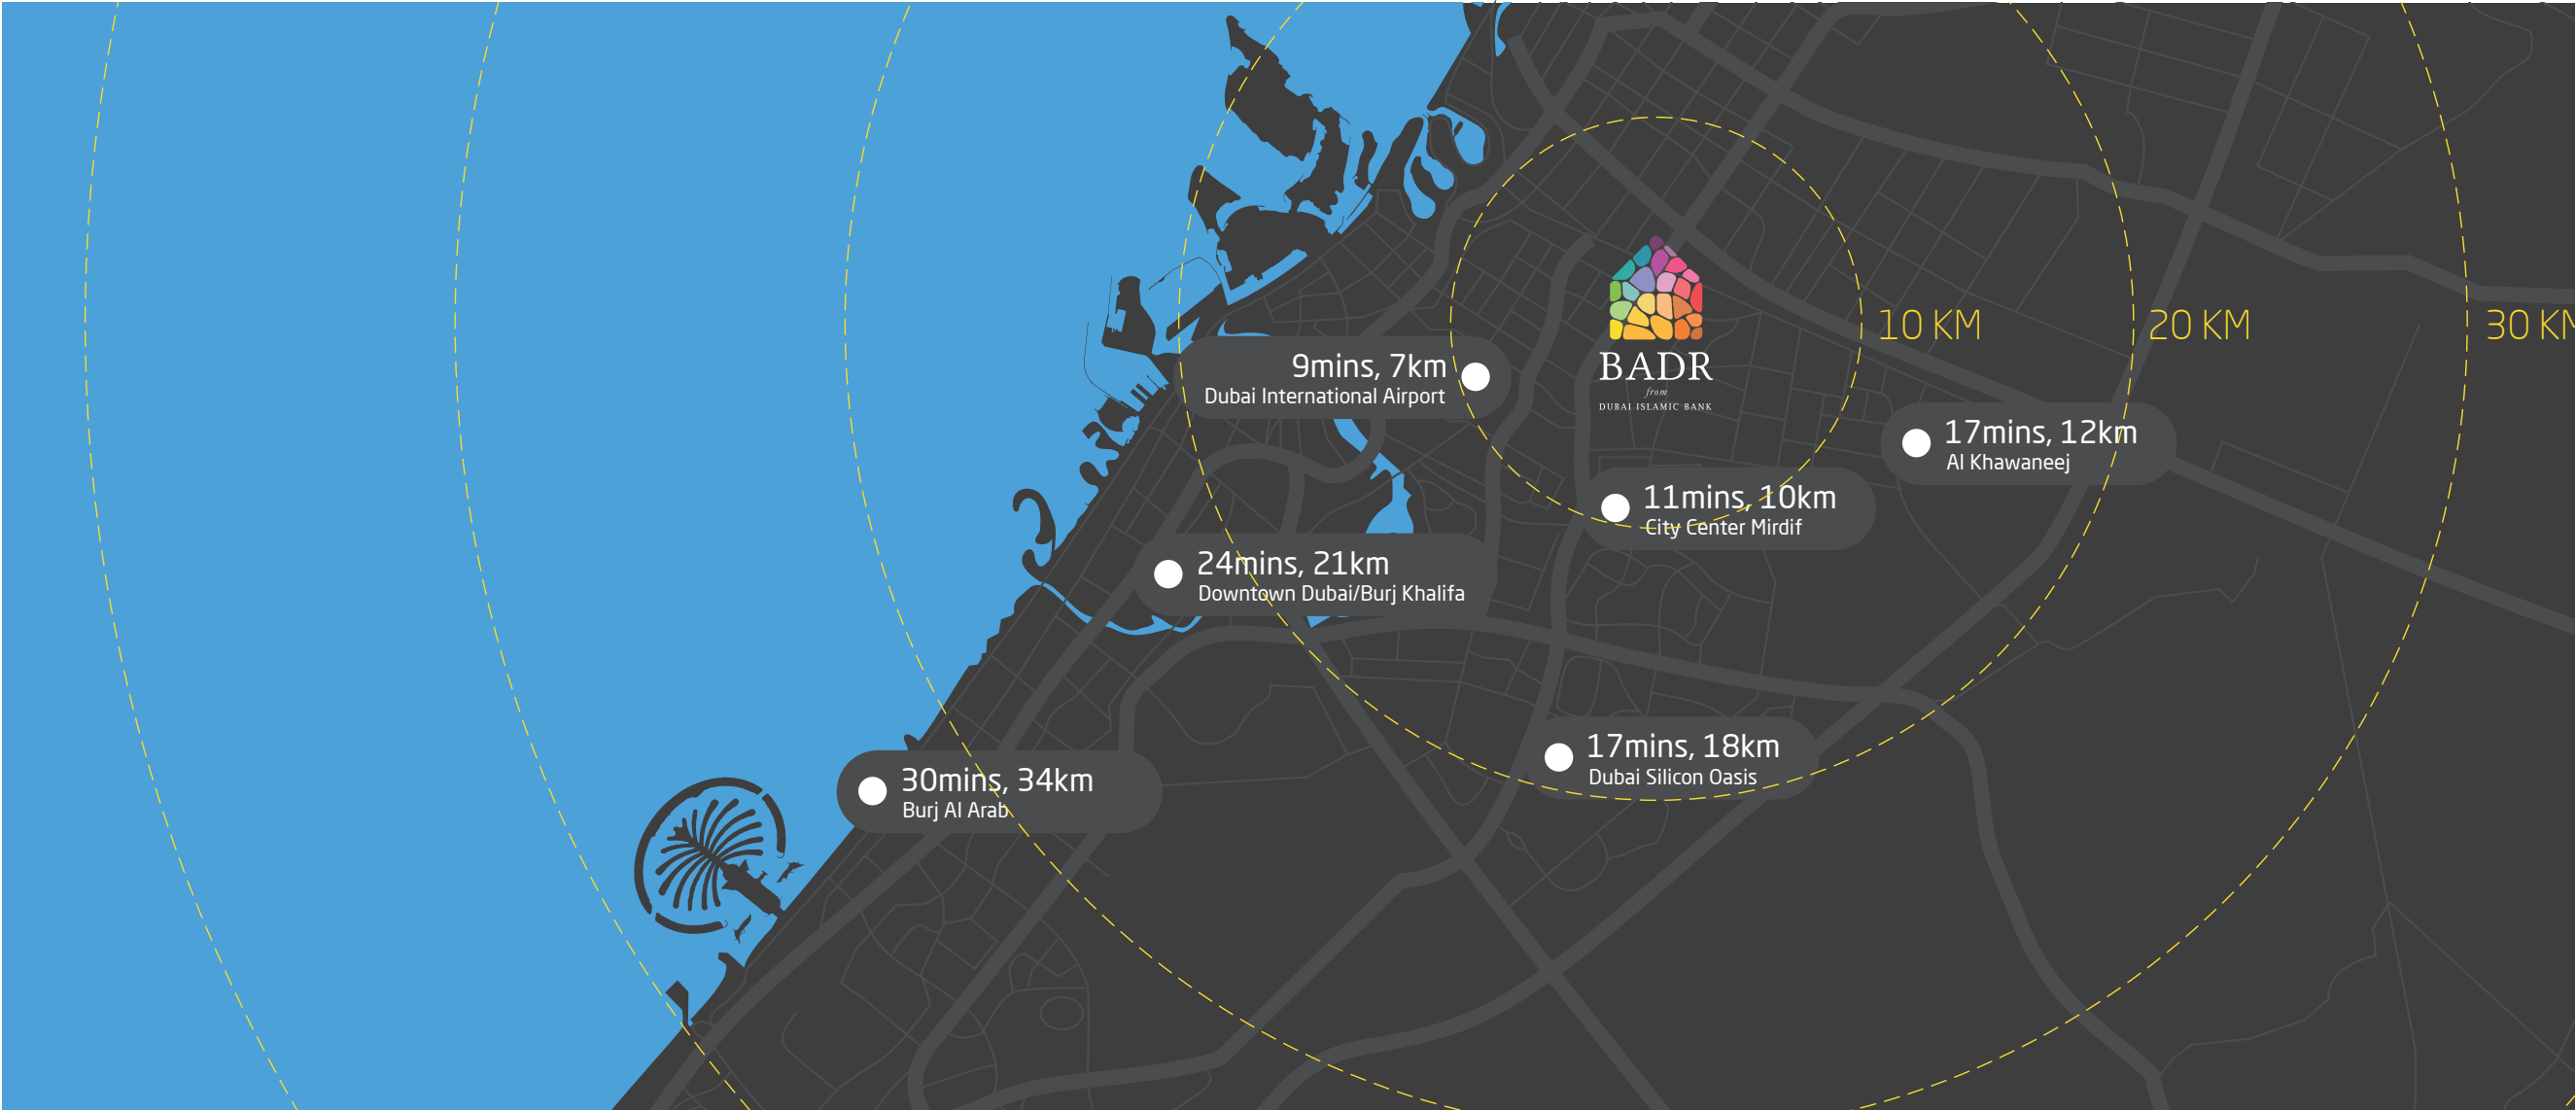 BADR
from
DUBAI ISLAMIC BANK
10 KM
20 KM
30 KM
9mins, 7km
Dubai International Airport
17mins, 12km
Al Khawaneej
11mins, 10km
City Center Mirdif
24mins, 21km
Downtown Dubai/Burj Khalifa
17mins, 18km
Dubai Silicon Oasis
30mins, 34km
Burj Al Arab